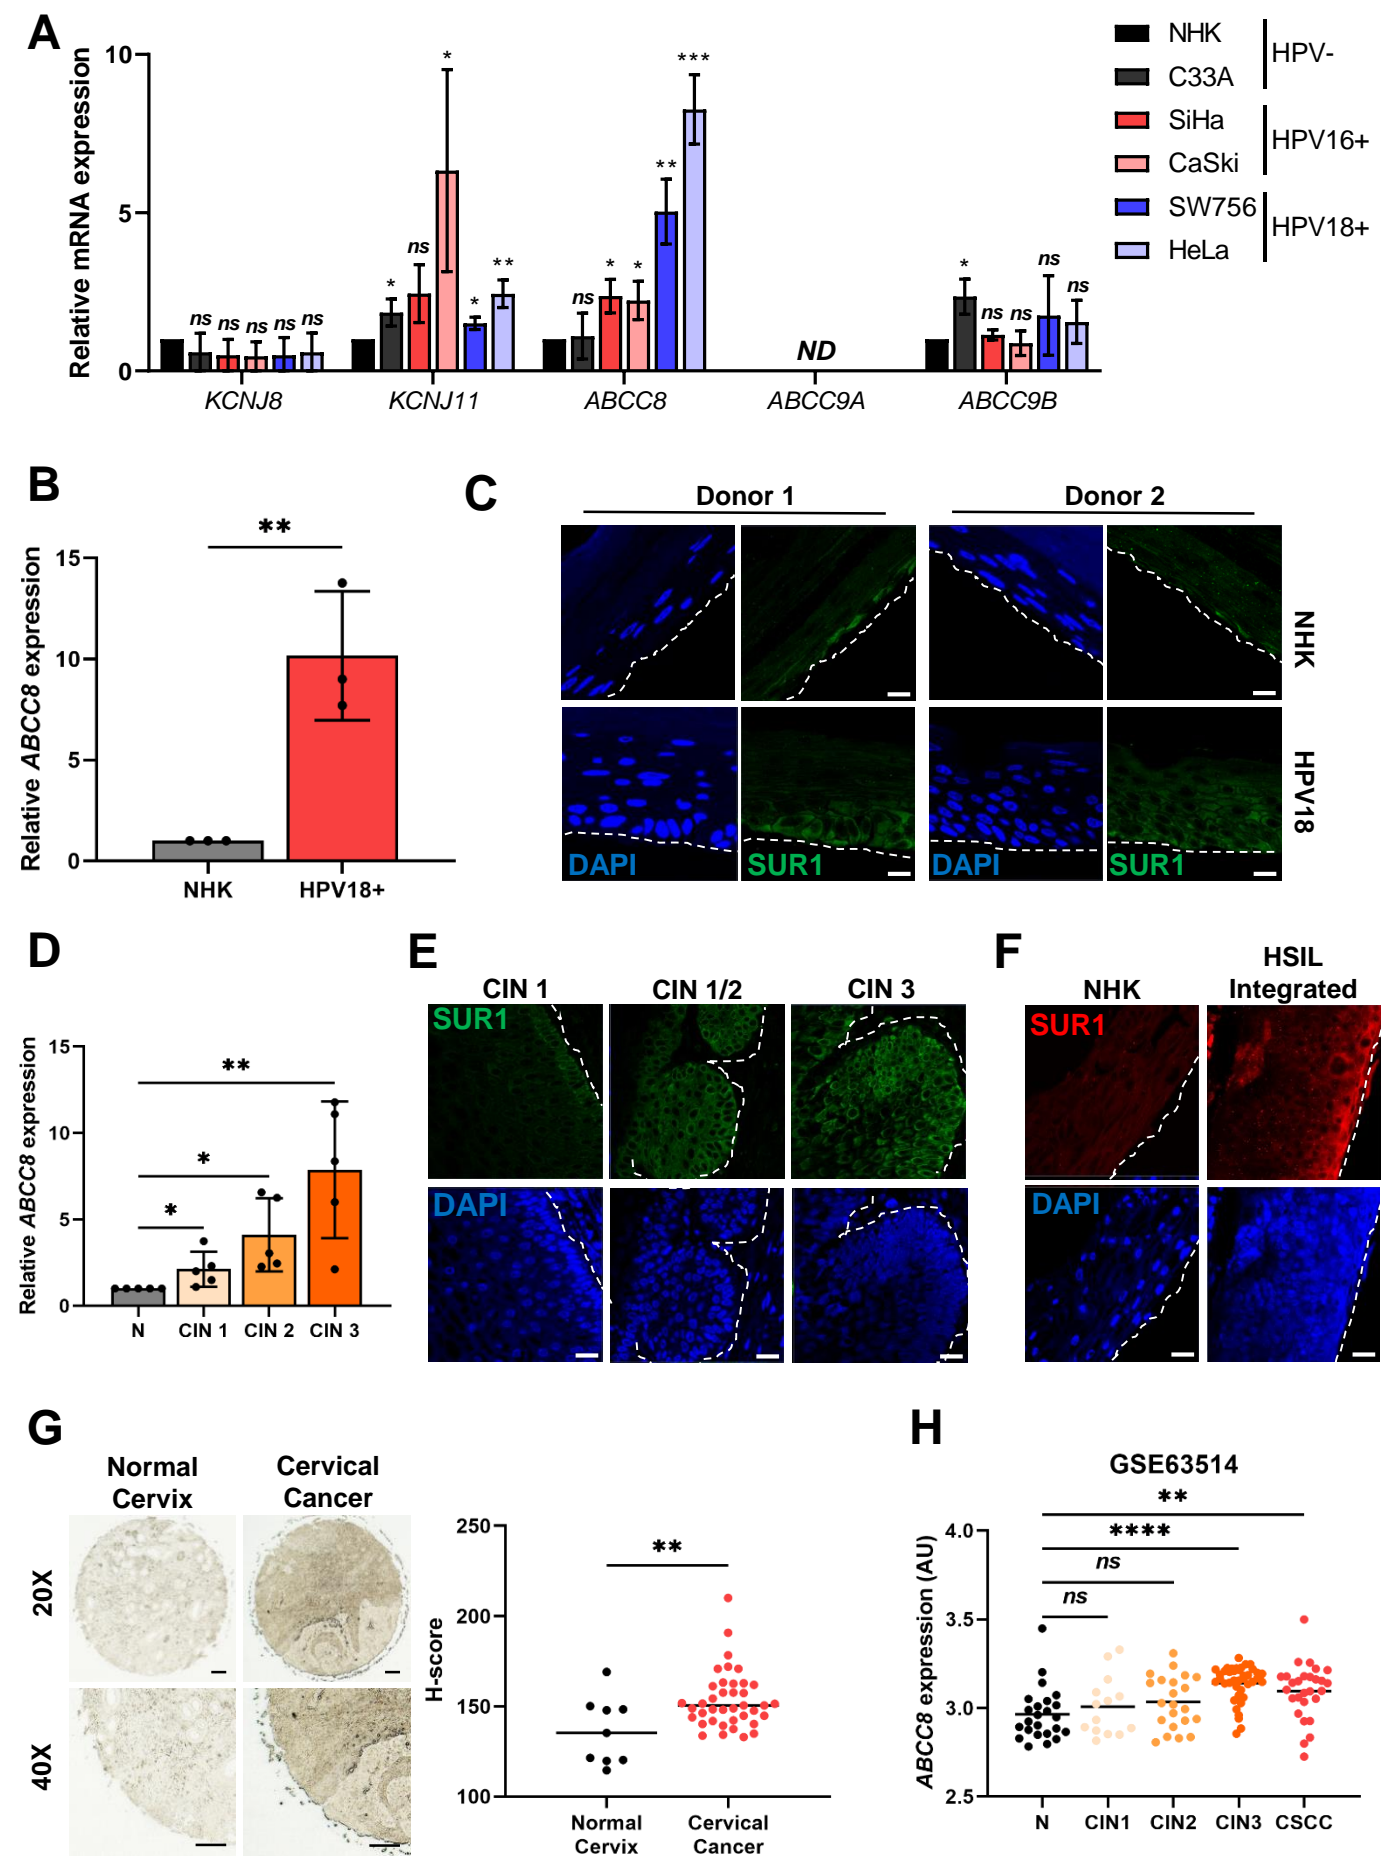 A
Relative mRNA expression
10
5
0
*
ns
*
**
***
**
*
*
*
ns
ns
ns
ns
ns
ns
*
ns
ns
ns
ns
ND
KCNJ8
KCNJ11
ABCC8
ABCC9A
ABCC9B
NHK
C33A
SiHa
CaSki
SW756
HeLa
HPV-
HPV16+
HPV18+
B
Relative ABCC8 expression
15
10
5
0
**
NHK
HPV18+
C
Donor 1
Donor 2
NHK
HPV18
DAPI
SUR1
DAPI
SUR1
D
Relative ABCC8 expression
15
10
5
0
**
*
*
N
CIN 1
CIN 2
CIN 3
E
CIN 1
CIN 1/2
CIN 3
SUR1
DAPI
F
NHK
HSIL
Integrated
SUR1
DAPI
G
Normal
Cervix
Cervical
Cancer
20X
40X
H-score
250
200
150
100
**
Normal
Cervix
Cervical
Cancer
H
GSE63514
ABCC8 expression (AU)
4.0
3.5
3.0
2.5
**
****
ns
ns
N
CIN1
CIN2
CIN3
CSCC